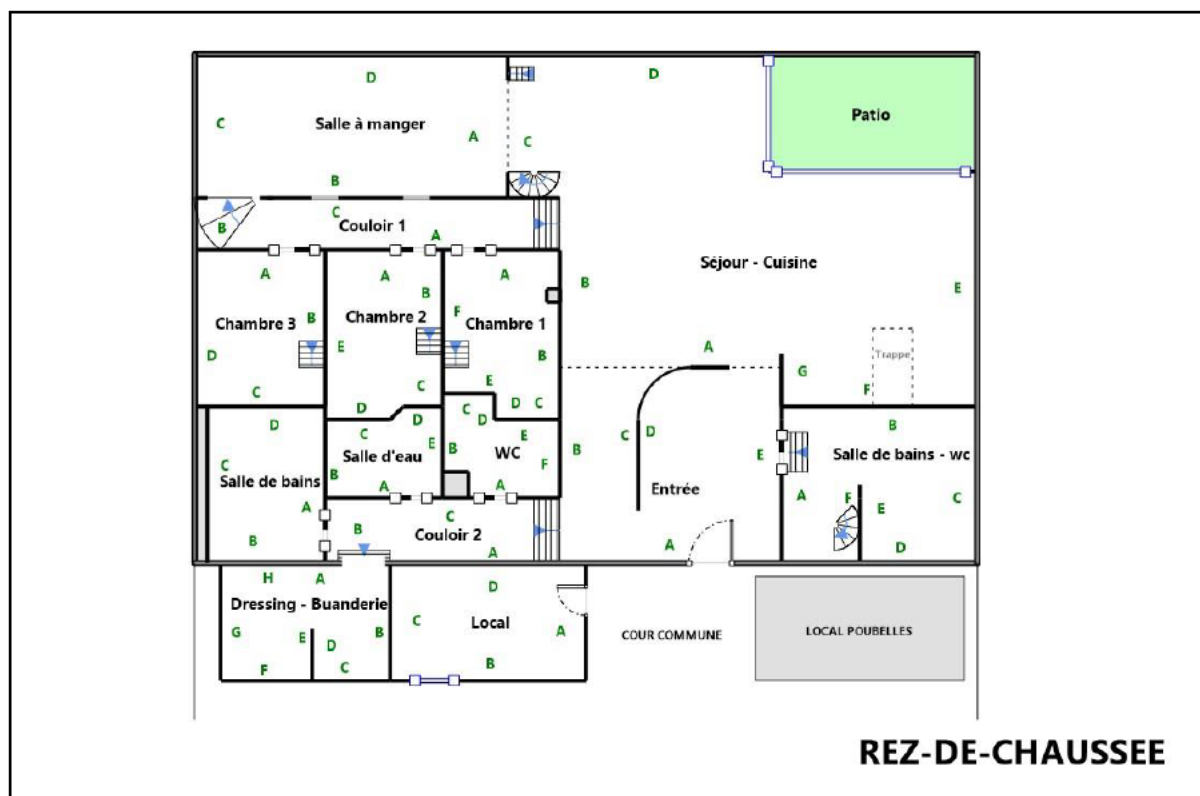 D
D
Patio
C
Salle à manger
A
C
B
C
B
Couloir 1
A
Séjour - Cuisine
A
A
A
B
E
B
B
F
Chambre 3
Chambre 2
Chambre 1
D
E
B
A
Trappe
G
F
E
C
C
D
D
C
C
D
D
D
B
C
E
C
D
E
B
WC
B
E
Salle de bains - wc
C
Salle d'eau
F
Salle de bains
B
A
A
Entrée
A
F
E
C
A
B
C
Couloir 2
B
A
A
D
H
A
D
Dressing - Buanderie
C
Local
G
E
B
A
COUR COMMUNE
LOCAL POUBELLES
D
F
C
B
REZ-DE-CHAUSSEE